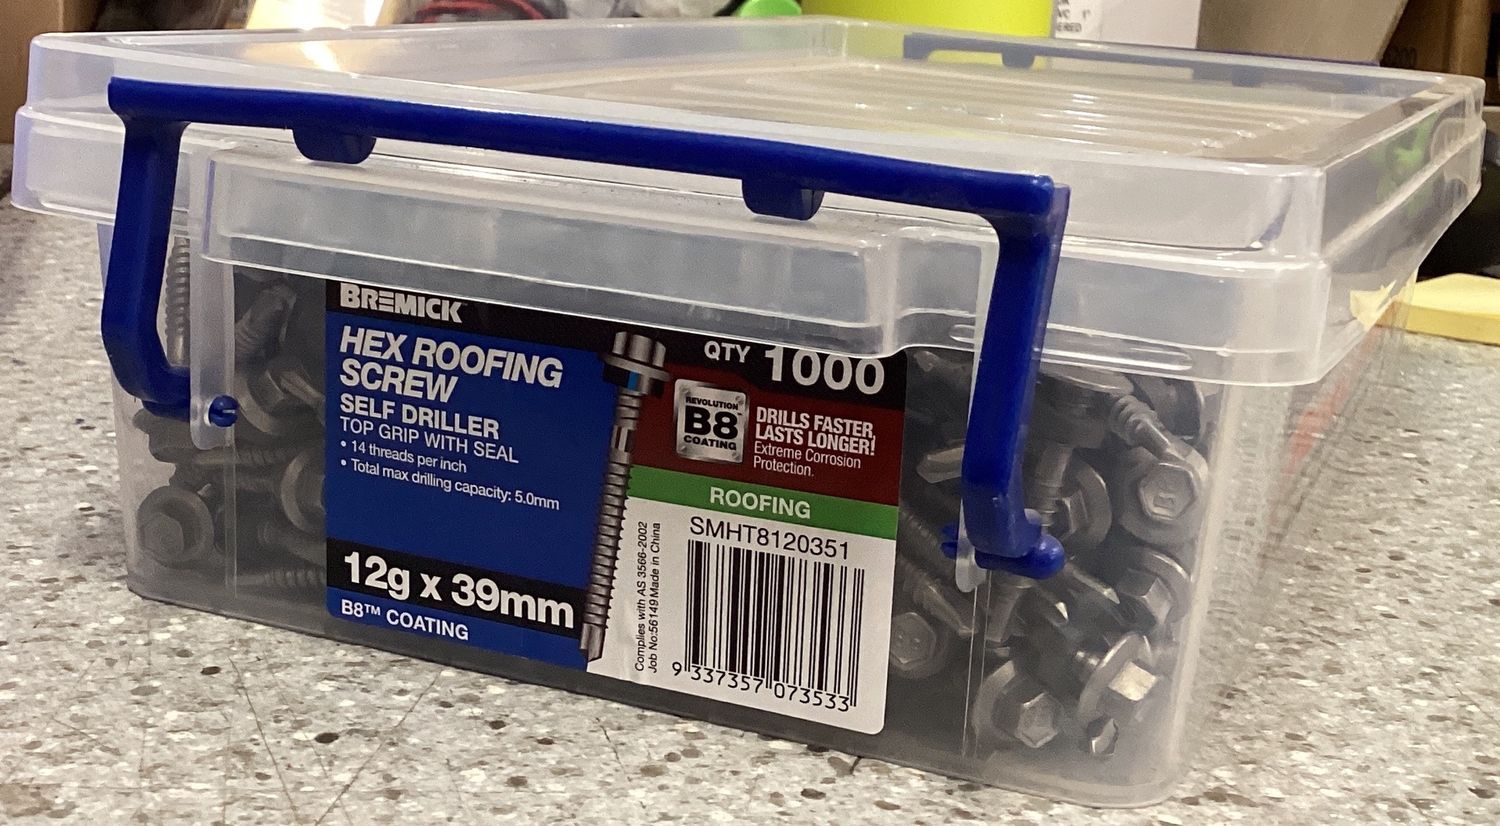 BREMICK
HEX ROOFING
SCREW
SELF DRILLER
TOP GRIP WITH SEAL
• 14 threads per inch
• Total max drilling capacity: 5.0mm
12g x 39mm
B8™ COATING
QTY 1000
REVOLUTION
B8
COATING
DRILLS FASTER,
LASTS LONGER!
Extreme Corrosion
Protection.
ROOFING
SMHT8120351
Complies with AS 3566-2002
Job No:56149 Made in China
9 337357 073533